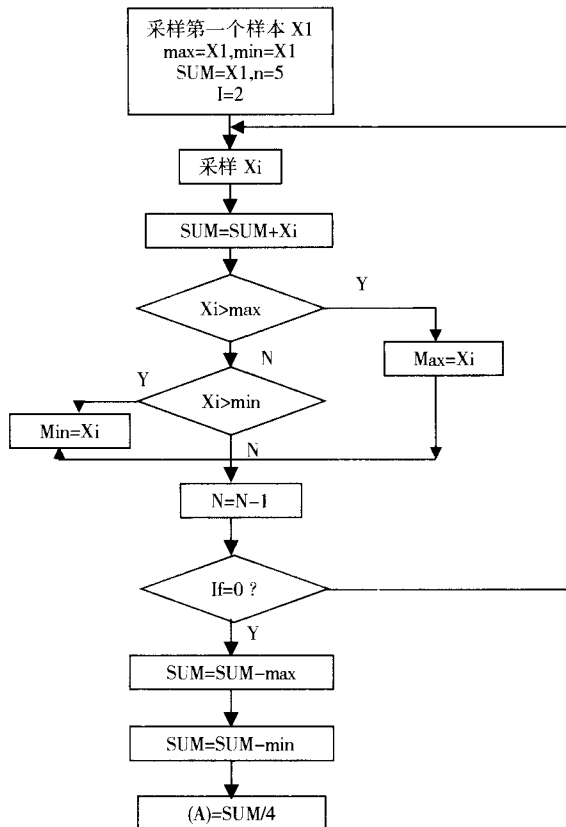 采样第一个样本 X1
max=X1,min=X1
SUM=X1,n=5
I=2
采样 Xi
SUM=SUM+Xi
Xi>max
Y
Max=Xi
N
Y
Xi>min
Min=Xi
N
N=N-1
If=0 ?
Y
SUM=SUM-max
SUM=SUM-min
(A)=SUM/4